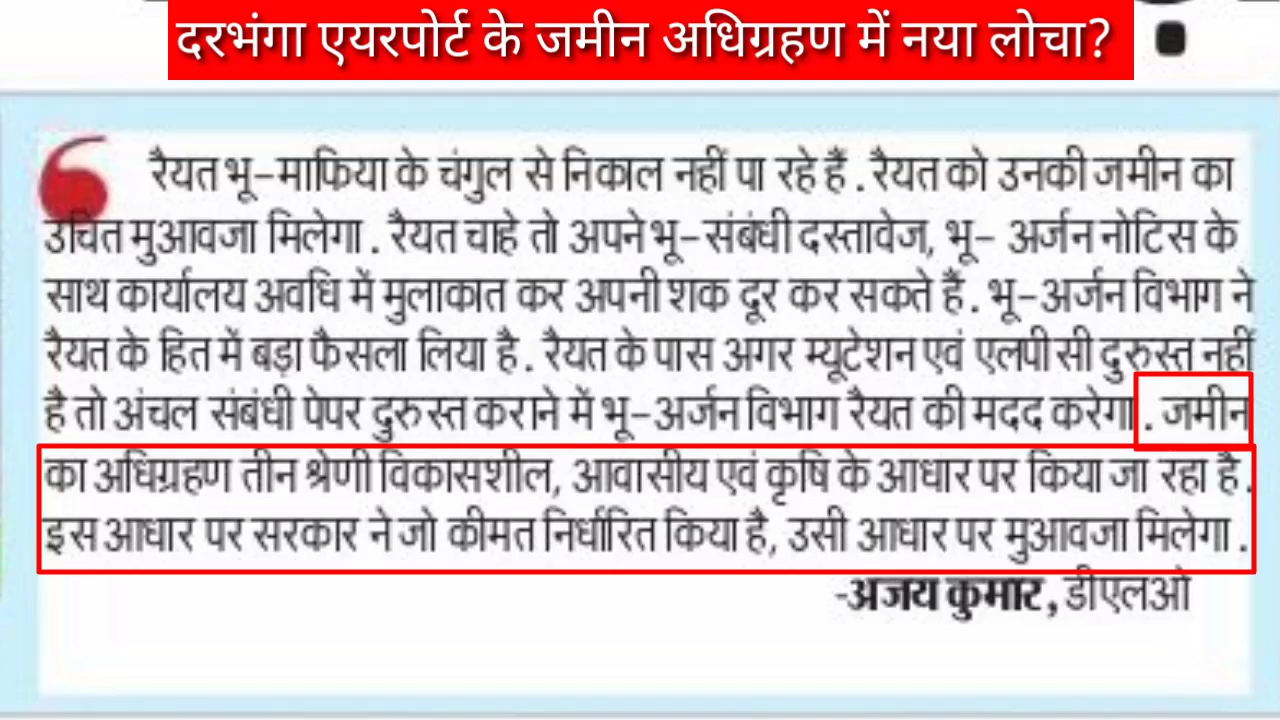 दरभंगा एयरपोर्ट के जमीन अधिग्रहण में नया लोचा?
रैयत भू-माफिया के चंगुल से निकाल नहीं पा रहे हैं. रैयत को उनकी जमीन का
उचित मुआवजा मिलेगा. रैयत चाहे तो अपने भू-संबंधी दस्तावेज, भू- अर्जन नोटिस के
साथ कार्यालय अवधि में मुलाकात कर अपनी शक दूर कर सकते हैं. भू-अर्जन विभाग ने
रैयत के हित में बड़ा फैसला लिया है. रैयत के पास अगर म्यूटेशन एवं एलपीसी दुरुस्त नहीं
है तो अंचल संबंधी पेपर दुरुस्त कराने में भू-अर्जन विभाग रैयत की मदद करेगा. जमीन
का अधिग्रहण तीन श्रेणी विकासशील, आवासीय एवं कृषि के आधार पर किया जा रहा है.
इस आधार पर सरकार ने जो कीमत निर्धारित किया है, उसी आधार पर मुआवजा मिलेगा.
-अजय कुमार, डीएलओ